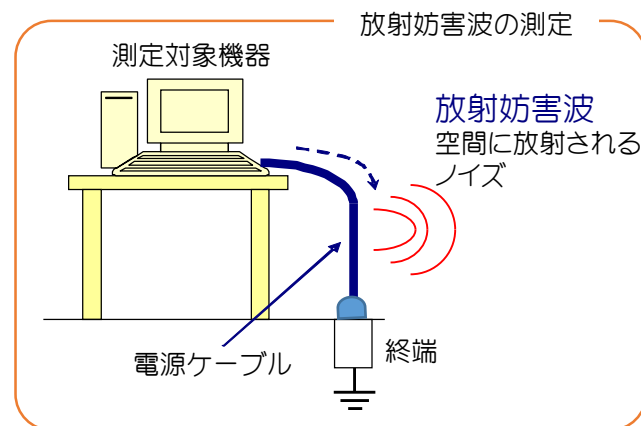 放射妨害波の測定
測定対象機器
放射妨害波
空間に放射される
ノイズ
電源ケーブル
終端